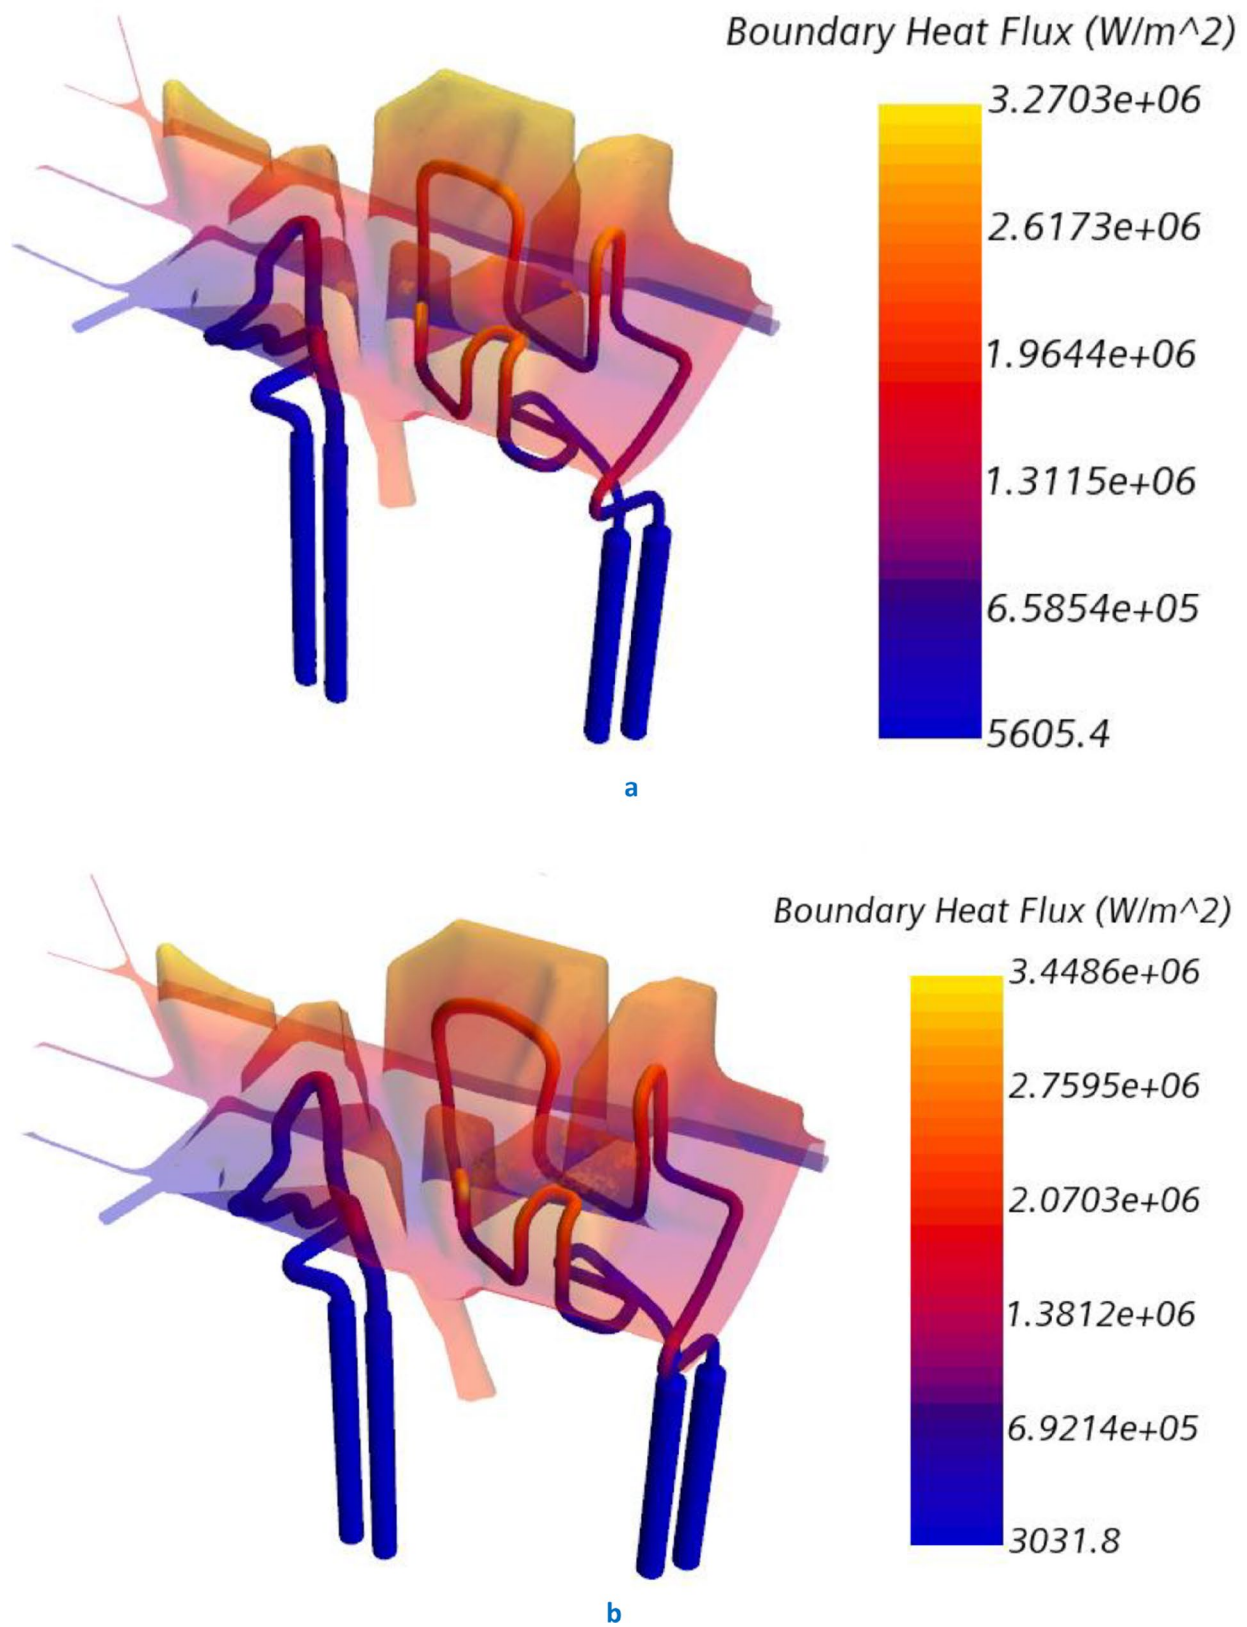 Boundary Heat Flux (W/m^2)
3.2703e+06
2.6173e+06
1.9644e+06
1.3115e+06
6.5854e+05
5605.4
a
Boundary Heat Flux (W/m^2)
3.4486e+06
2.7595e+06
2.0703e+06
1.3812e+06
6.9214e+05
3031.8
b